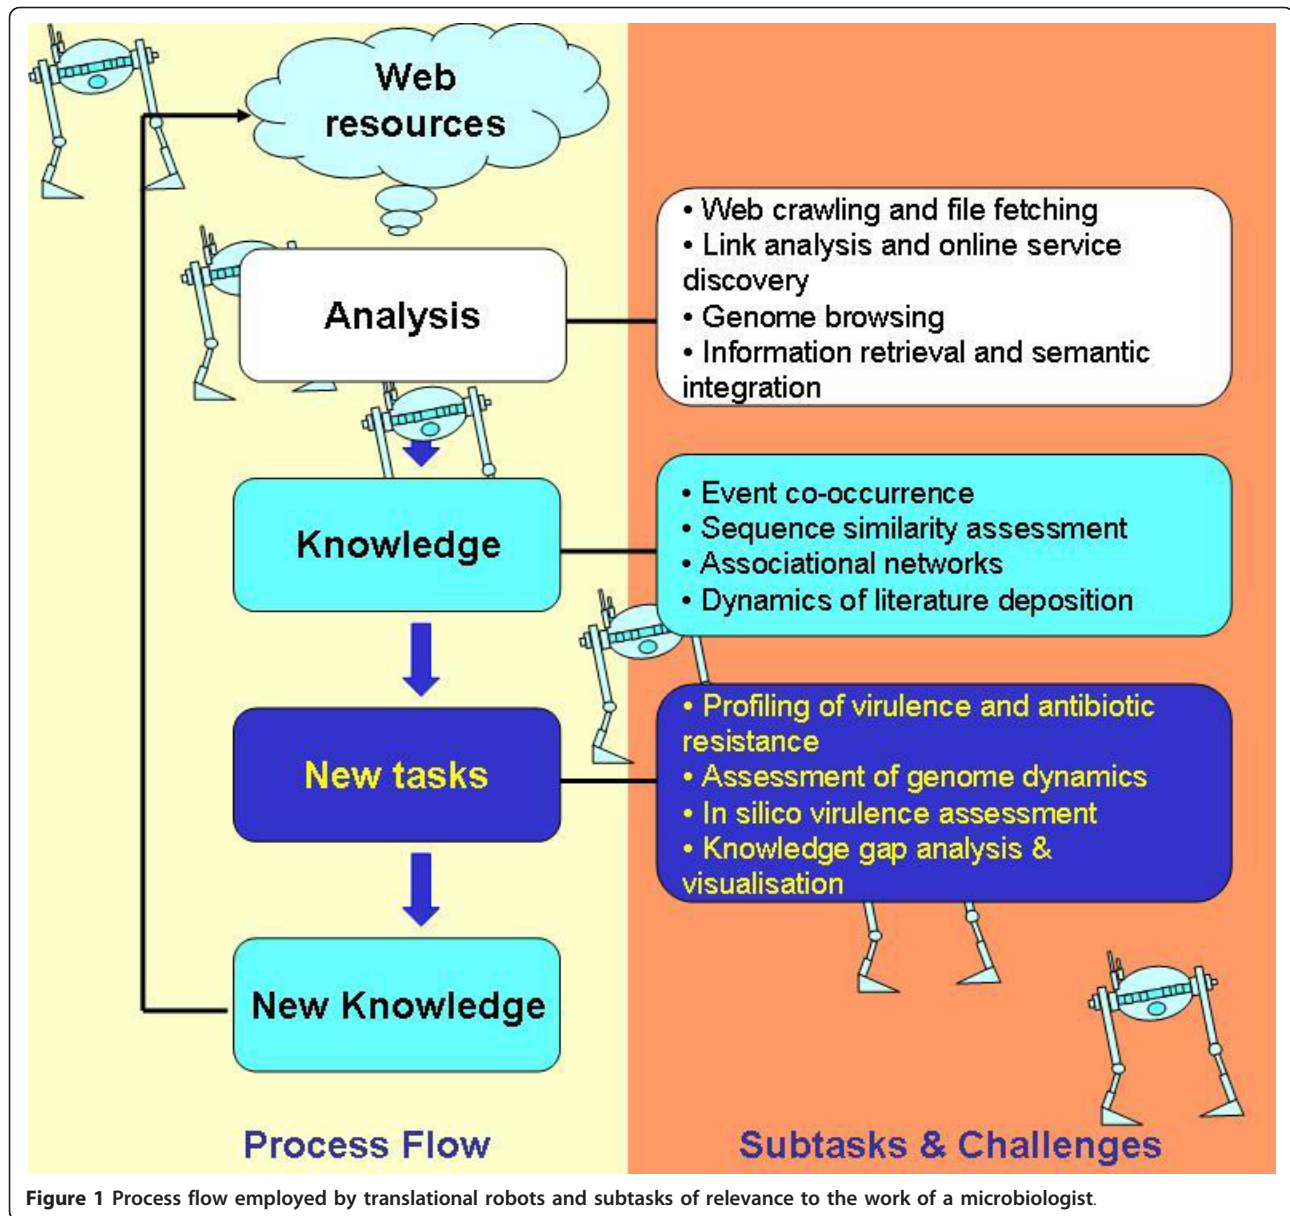 Web
resources
Analysis
• Web crawling and file fetching
• Link analysis and online service
discovery
• Genome browsing
• Information retrieval and semantic
integration
Knowledge
• Event co-occurrence
• Sequence similarity assessment
• Associational networks
• Dynamics of literature deposition
New tasks
• Profiling of virulence and antibiotic
resistance
• Assessment of genome dynamics
• In silico virulence assessment
• Knowledge gap analysis &
visualisation
New Knowledge
Process Flow
Subtasks & Challenges
Figure 1 Process flow employed by translational robots and subtasks of relevance to the work of a microbiologist.